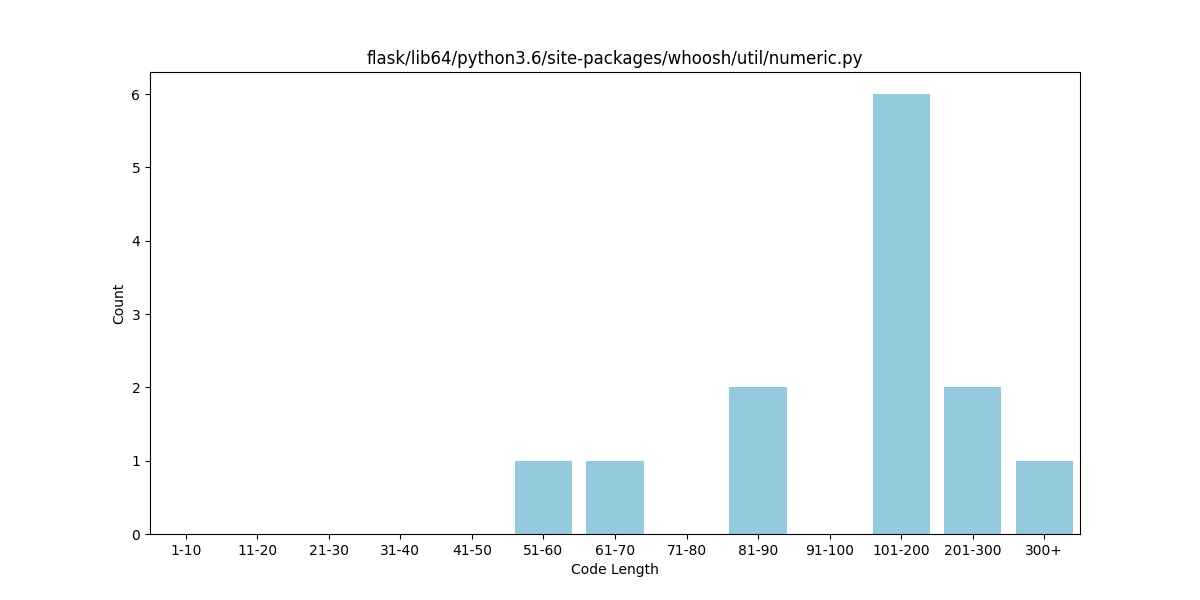 flask/lib64/python3.6/site-packages/whoosh/util/numeric.py
6
5
4
3
2
1
0
Count
1-10 11-20 21-30 31-40 41-50 51-60 61-70 71-80 81-90 91-100 101-200 201-300 300+
Code Length